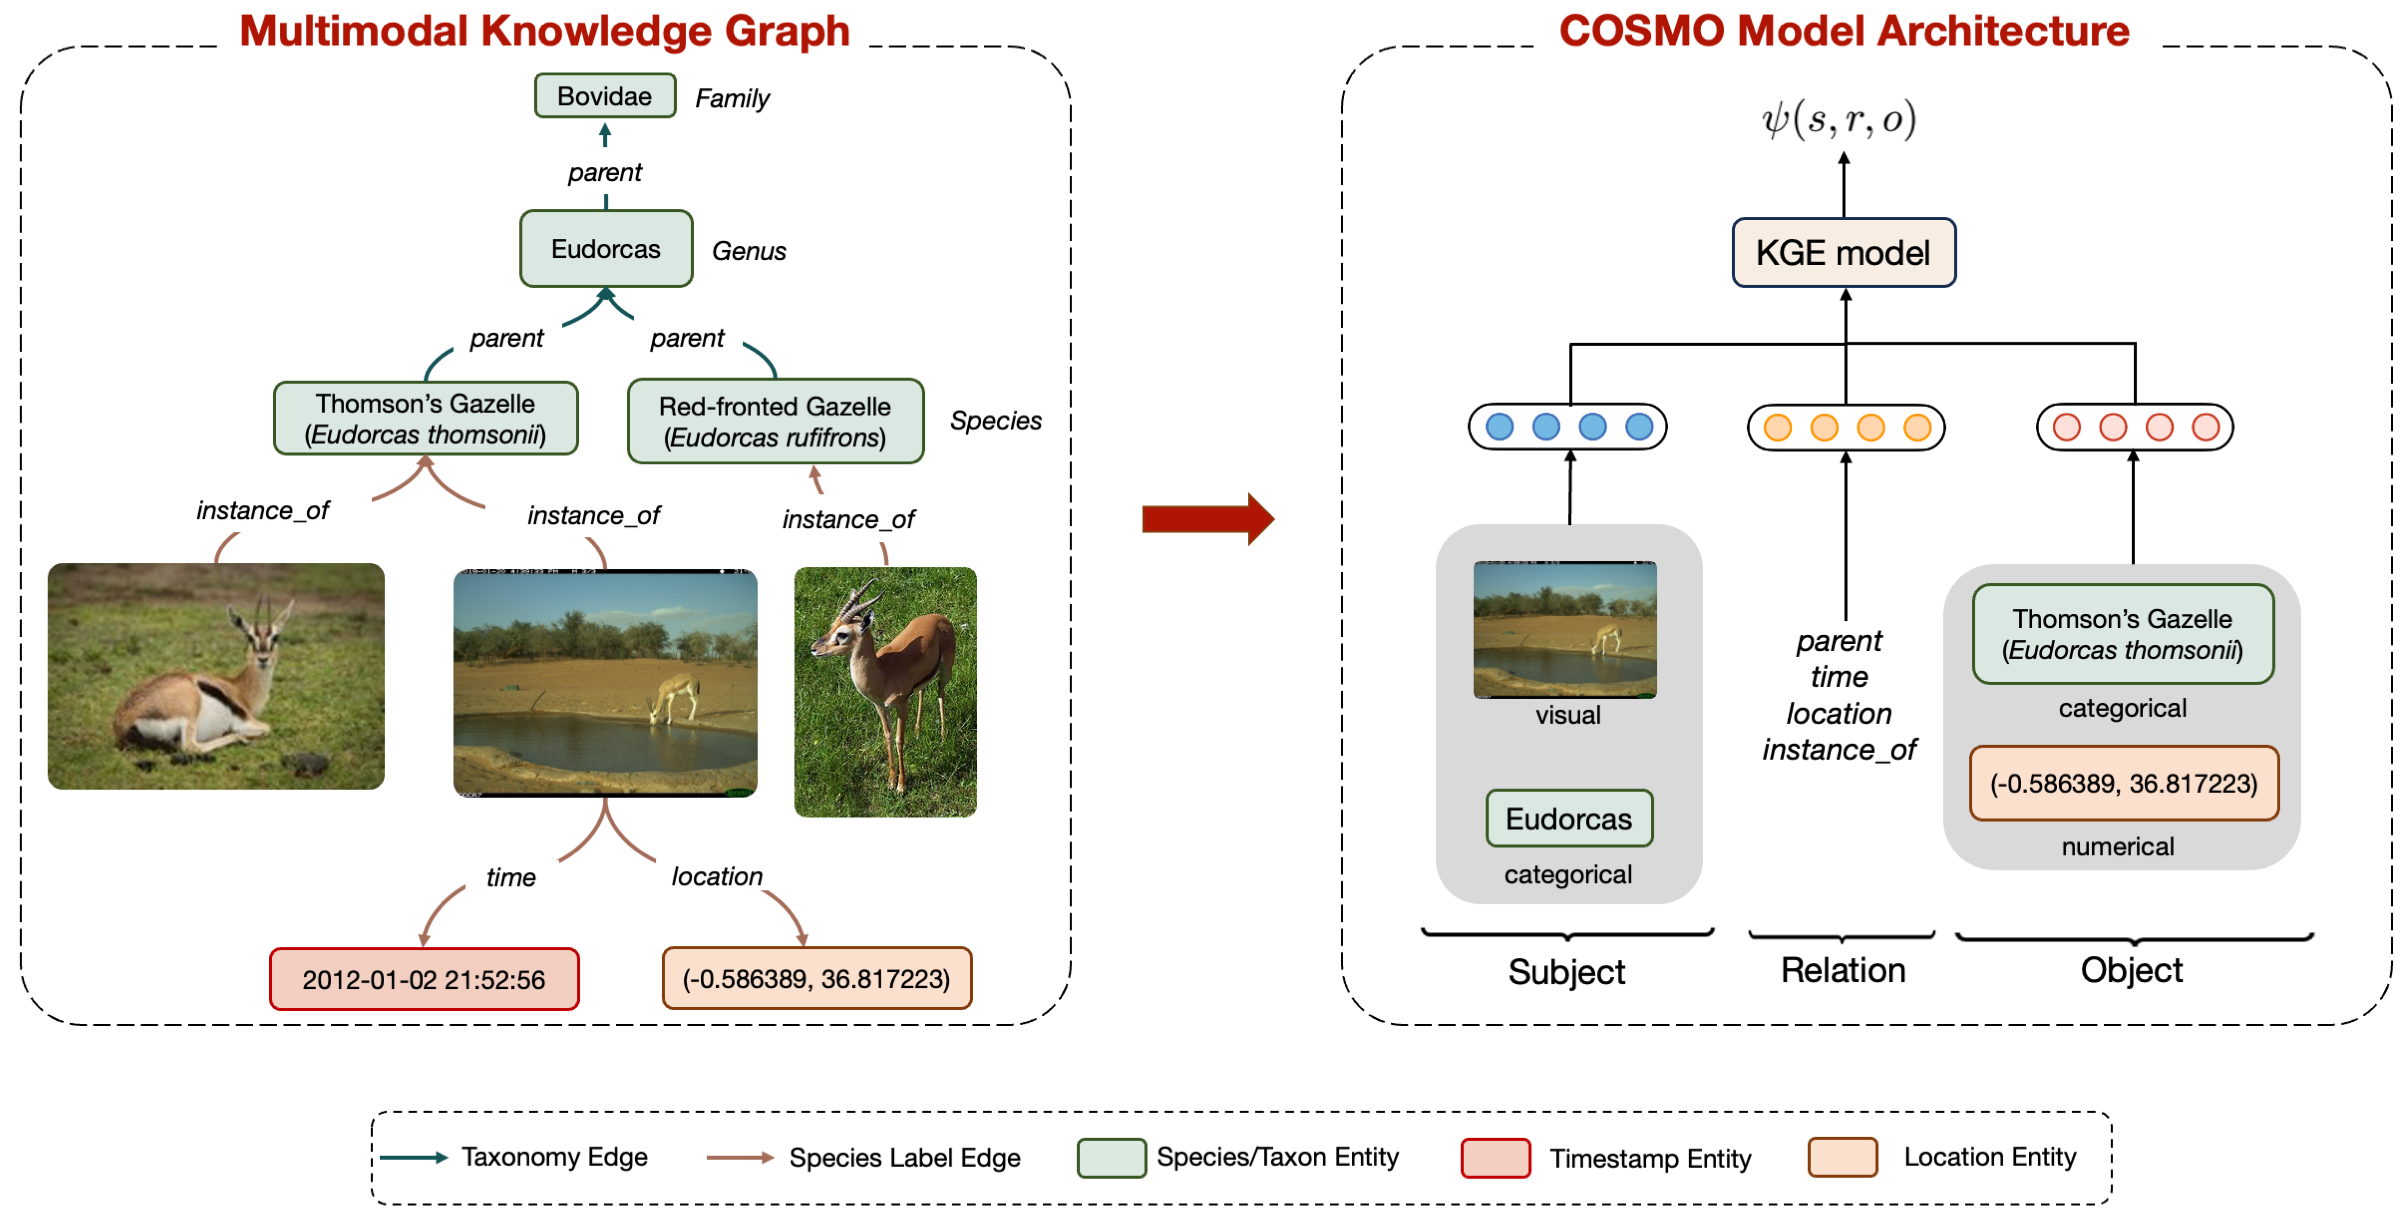 Multimodal Knowledge Graph
Bovidae
Family
parent
Eudorcas
Genus
parent
parent
Thomson's Gazelle
(Eudorcas thomsonii)
Red-fronted Gazelle
(Eudorcas rufifrons)
Species
instance_of
instance_of
instance_of
time
location
2012-01-02 21:52:56
(-0.586389, 36.817223)
COSMO Model Architecture
ψ(s, r, o)
KGE model
visual
Eudorcas
categorical
parent
time
location
instance_of
Thomson's Gazelle
(Eudorcas thomsonii)
categorical
(-0.586389, 36.817223)
numerical
Subject
Relation
Object
Taxonomy Edge
Species Label Edge
Species/Taxon Entity
Timestamp Entity
Location Entity